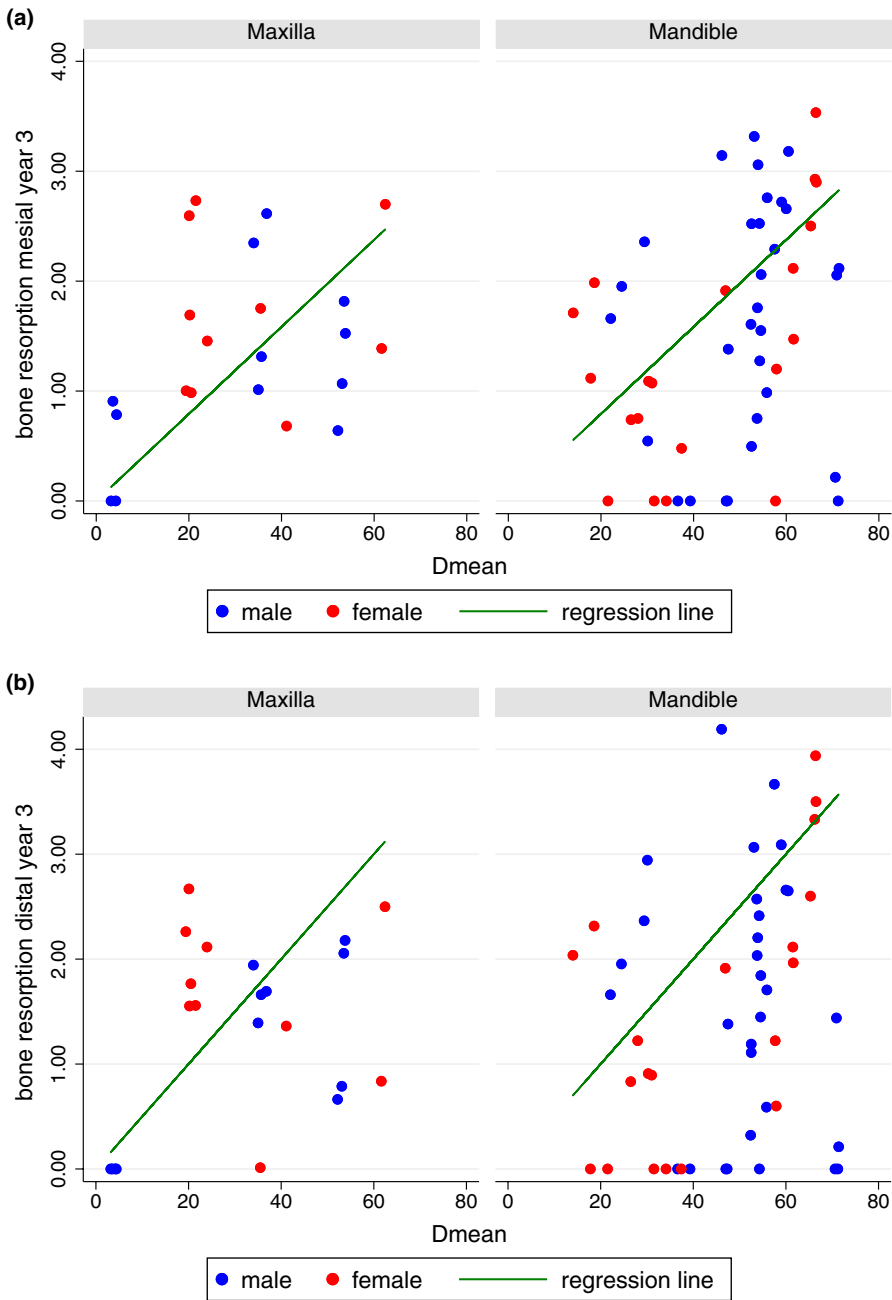 (a)
Maxilla Mandible
bone resorption mesial year 3
4.00
3.00
2.00
1.00
0.00
0 20 40 60 80 0 20 40 60 80
Dmean
male female regression line
(b)
Maxilla Mandible
bone resorption distal year 3
4.00
3.00
2.00
1.00
0.00
0 20 40 60 80 0 20 40 60 80
Dmean
male female regression line